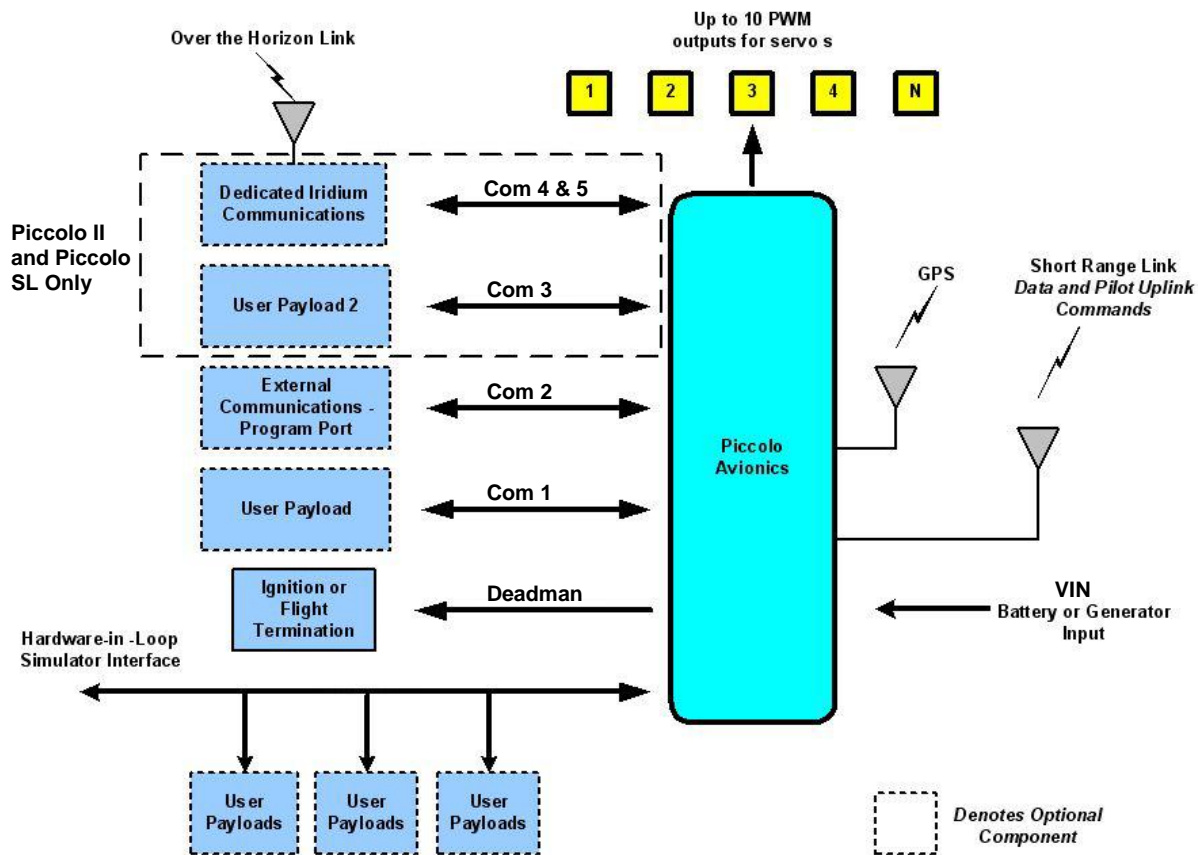 Up to 10 PWM
outputs for servo s
Over the Horizon Link
1
2
3
4
N
Dedicated Iridium
Communications
Com 4 & 5
Piccolo II
and Piccolo
SL Only
User Payload 2
Com 3
GPS
Short Range Link
Data and Pilot Uplink
Commands
External
Communications -
Program Port
Com 2
Piccolo
Avionics
User Payload
Com 1
Ignition or
Flight
Termination
Deadman
VIN
Battery or Generator
Input
Hardware-in -Loop
Simulator Interface
User
Payloads
User
Payloads
User
Payloads
Denotes Optional
Component